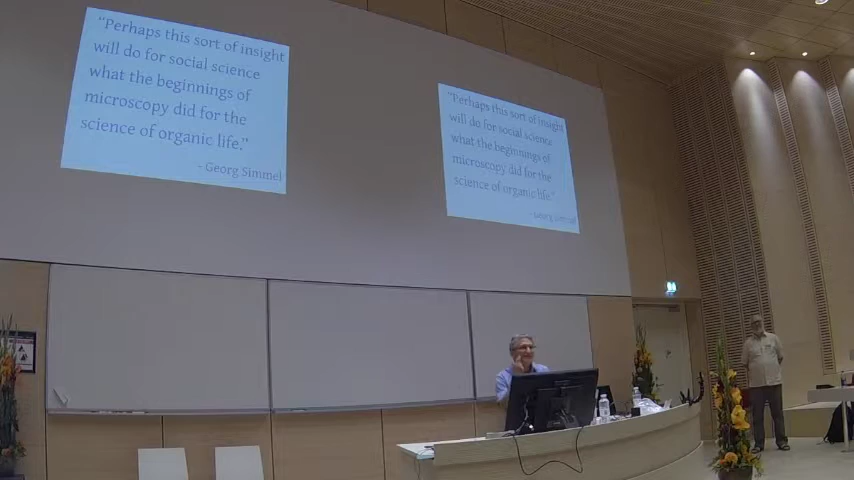 “Perhaps this sort of insight
will do for social science
what the beginnings of
microscopy did for the
science of organic life.”
- Georg Simmel
“Perhaps this sort of insight
will do for social science
what the beginnings of
microscopy did for the
science of organic life.”
- Georg Simmel